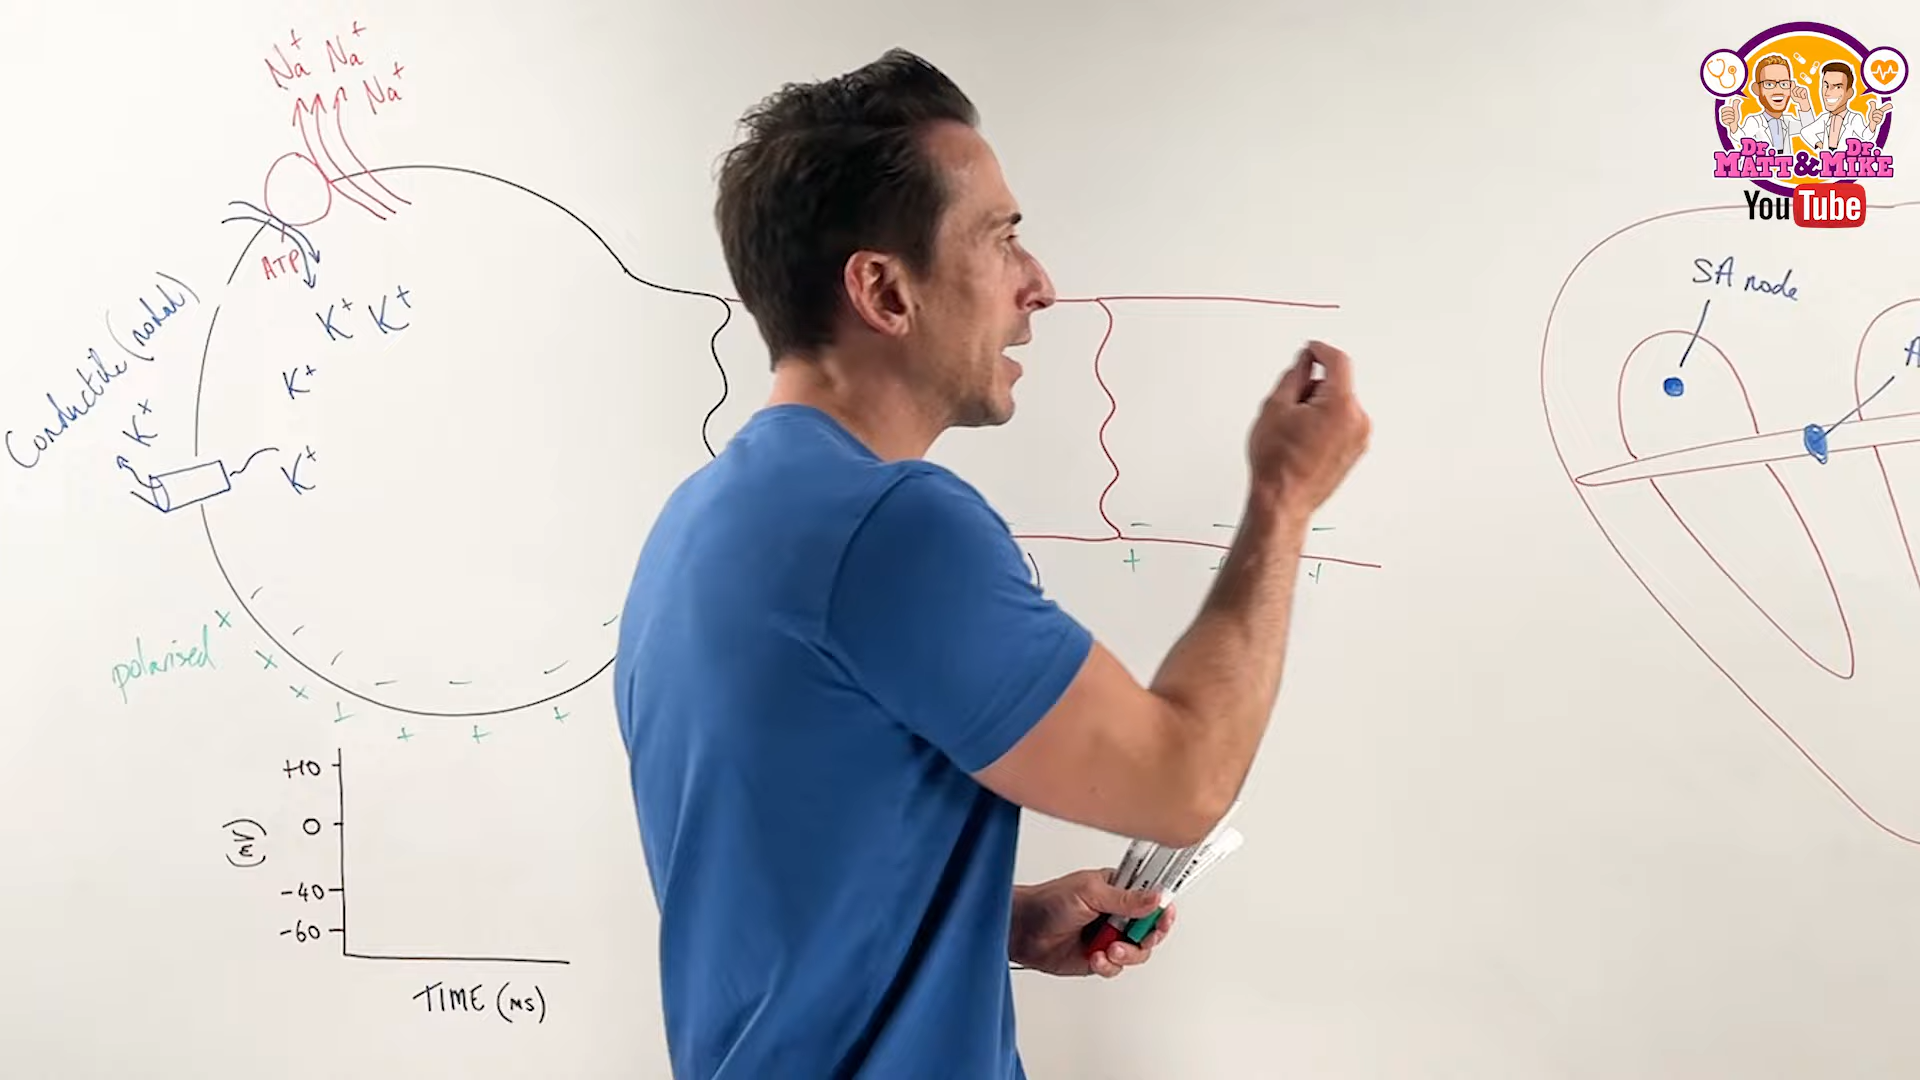 Na+ Na+
Na+
ATP
K+ K+
K+
K+
K+
Conductile (nodal)
polarised
+10
0
-40
-60
(mV)
TIME (ms)
SA node
A
Dr. Dr.
MATT & MIKE
YouTube